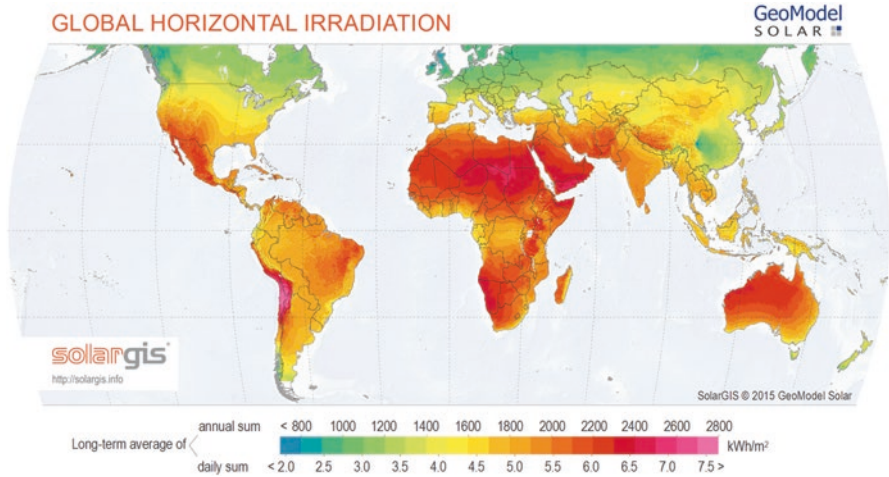 GLOBAL HORIZONTAL IRRADIATION
GeoModel
SOLAR
solargis
http://solargis.info
SolarGIS © 2015 GeoModel Solar
annual sum < 800 1000 1200 1400 1600 1800 2000 2200 2400 2600 2800
Long-term average of kWh/m²
daily sum < 2.0 2.5 3.0 3.5 4.0 4.5 5.0 5.5 6.0 6.5 7.0 7.5 >